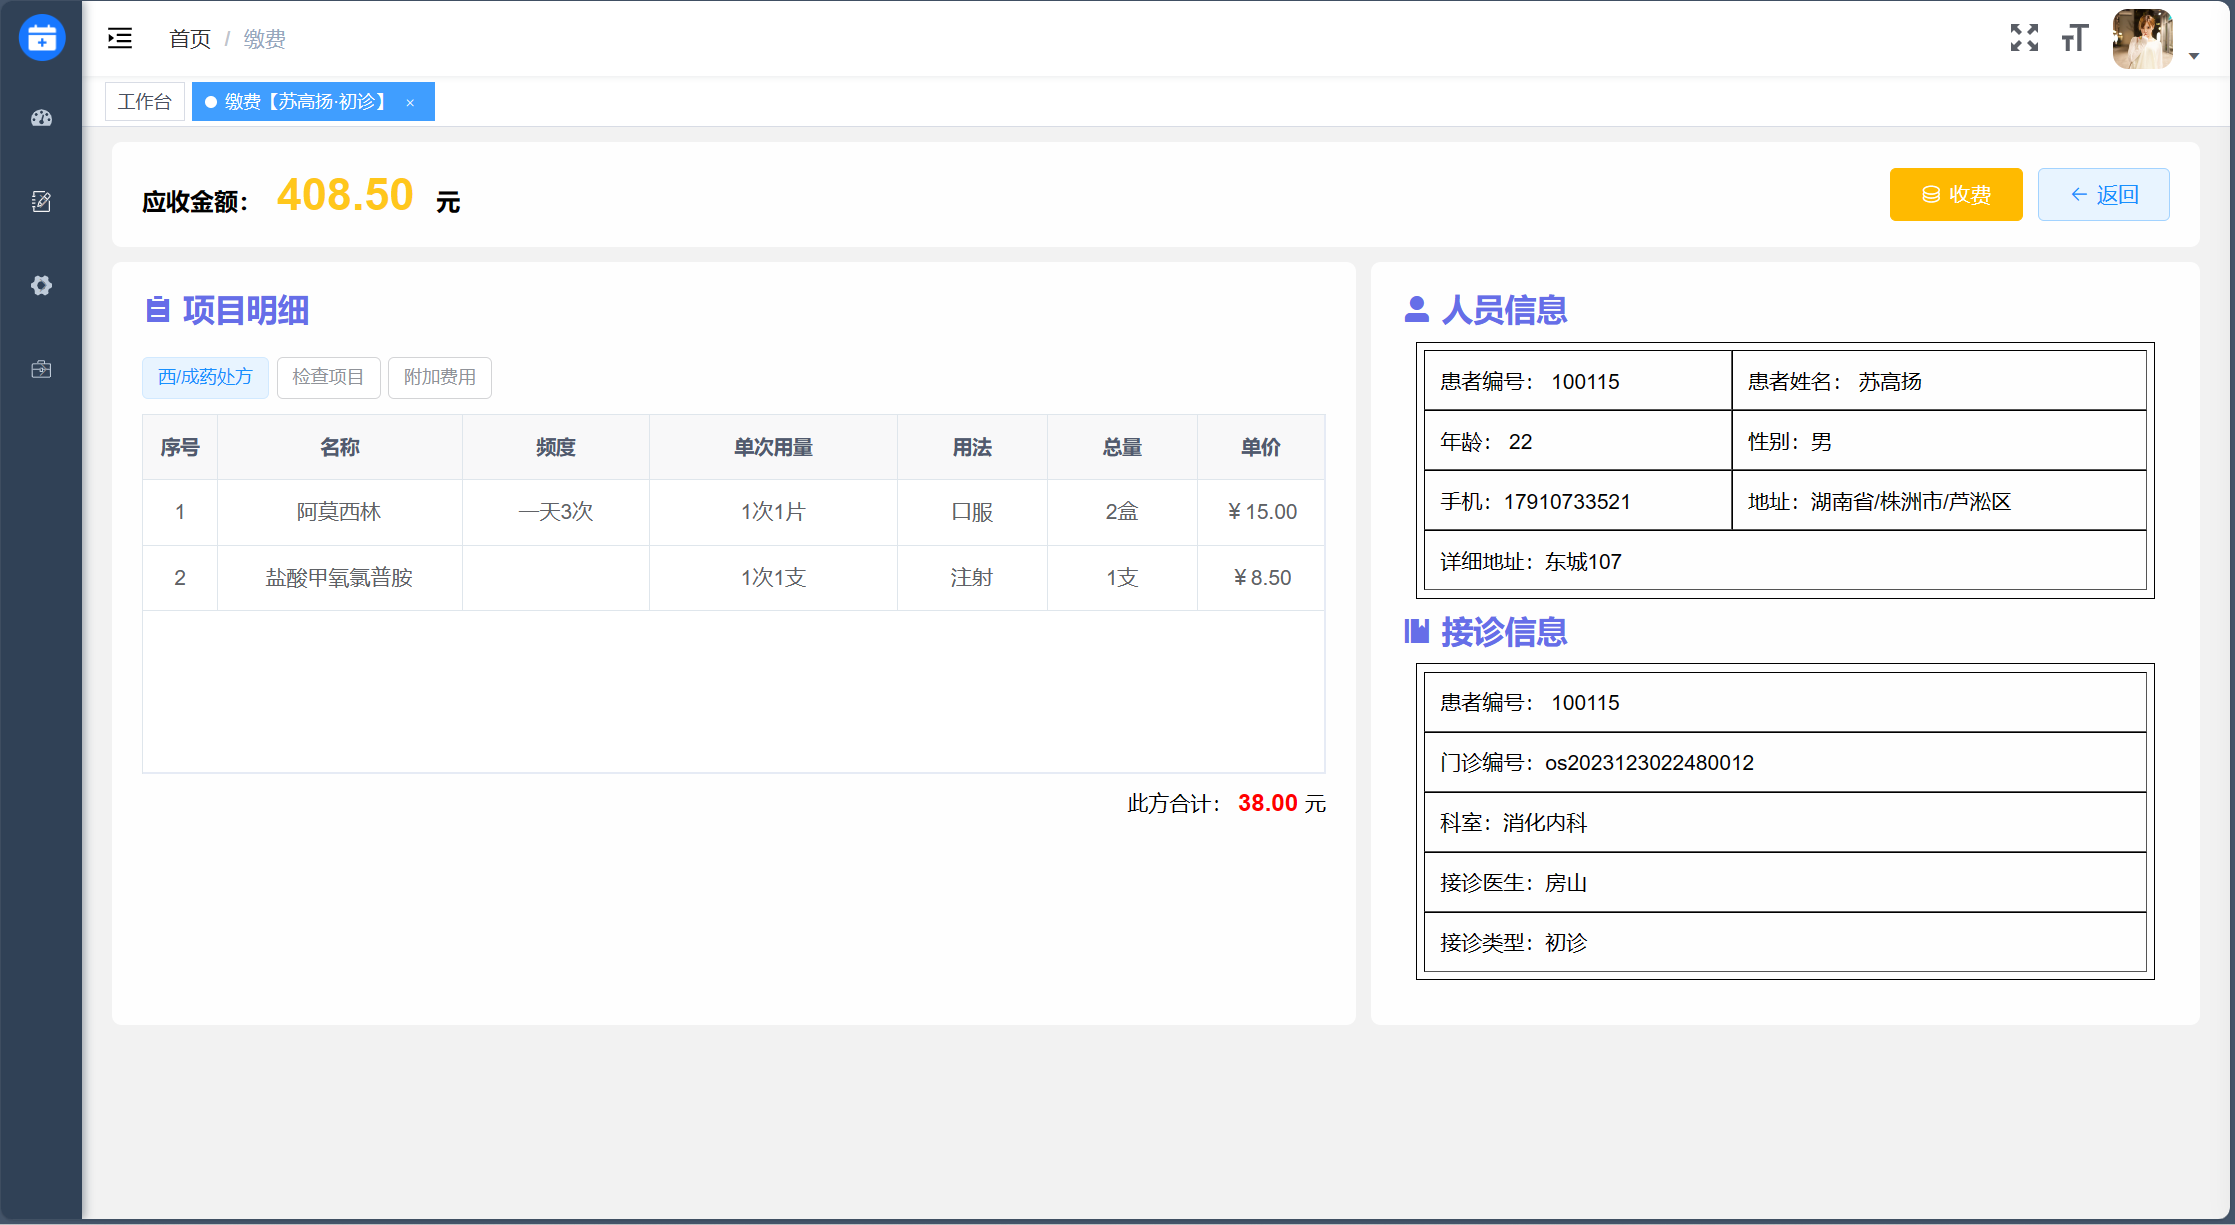 首页 / 缴费
工作台
缴费【苏高扬·初诊】 ×
应收金额： 408.50 元
收费
返回
项目明细
西/成药处方 检查项目 附加费用
序号 名称 频度 单次用量 用法 总量 单价
1 阿莫西林 一天3次 1次1片 口服 2盒 ￥15.00
2 盐酸甲氧氯普胺 1次1支 注射 1支 ￥8.50
此方合计： 38.00 元
人员信息
患者编号： 100115 患者姓名： 苏高扬
年龄： 22 性别：男
手机：17910733521 地址：湖南省/株洲市/芦淞区
详细地址：东城107
接诊信息
患者编号： 100115
门诊编号：os2023123022480012
科室：消化内科
接诊医生：房山
接诊类型：初诊